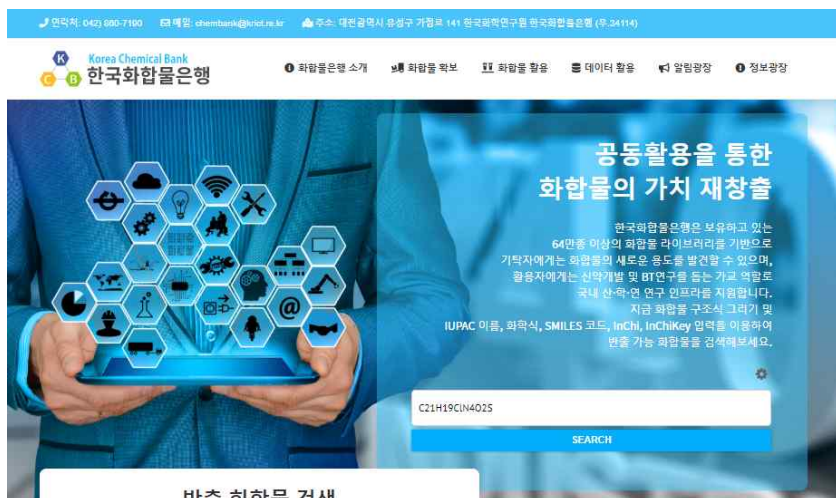 연락처: 042) 860-7190 메일: chembank@krict.re.kr 주소: 대전광역시 유성구 가정로 141 한국화학연구원 한국화합물은행 (우.34114)
K C B
Korea Chemical Bank
한국화합물은행
화합물은행 소개 화합물 확보 화합물 활용 데이터 활용 알림광장 정보광장
공동활용을 통한
화합물의 가치 재창출
한국화합물은행은 보유하고 있는
64만종 이상의 화합물 라이브러리를 기반으로
기탁자에게는 화합물의 새로운 용도를 발견할 수 있으며,
활용자에게는 신약개발 및 BT연구를 돕는 가교 역할로
국내 산·학·연 연구 인프라를 지원합니다.
지금 화합물 구조식 그리기 및
IUPAC 이름, 화학식, SMILES 코드, InChi, InChiKey 입력을 이용하여
반출 가능 화합물을 검색해보세요.
C21H19ClN4O2S
SEARCH
반출 화합물 검색